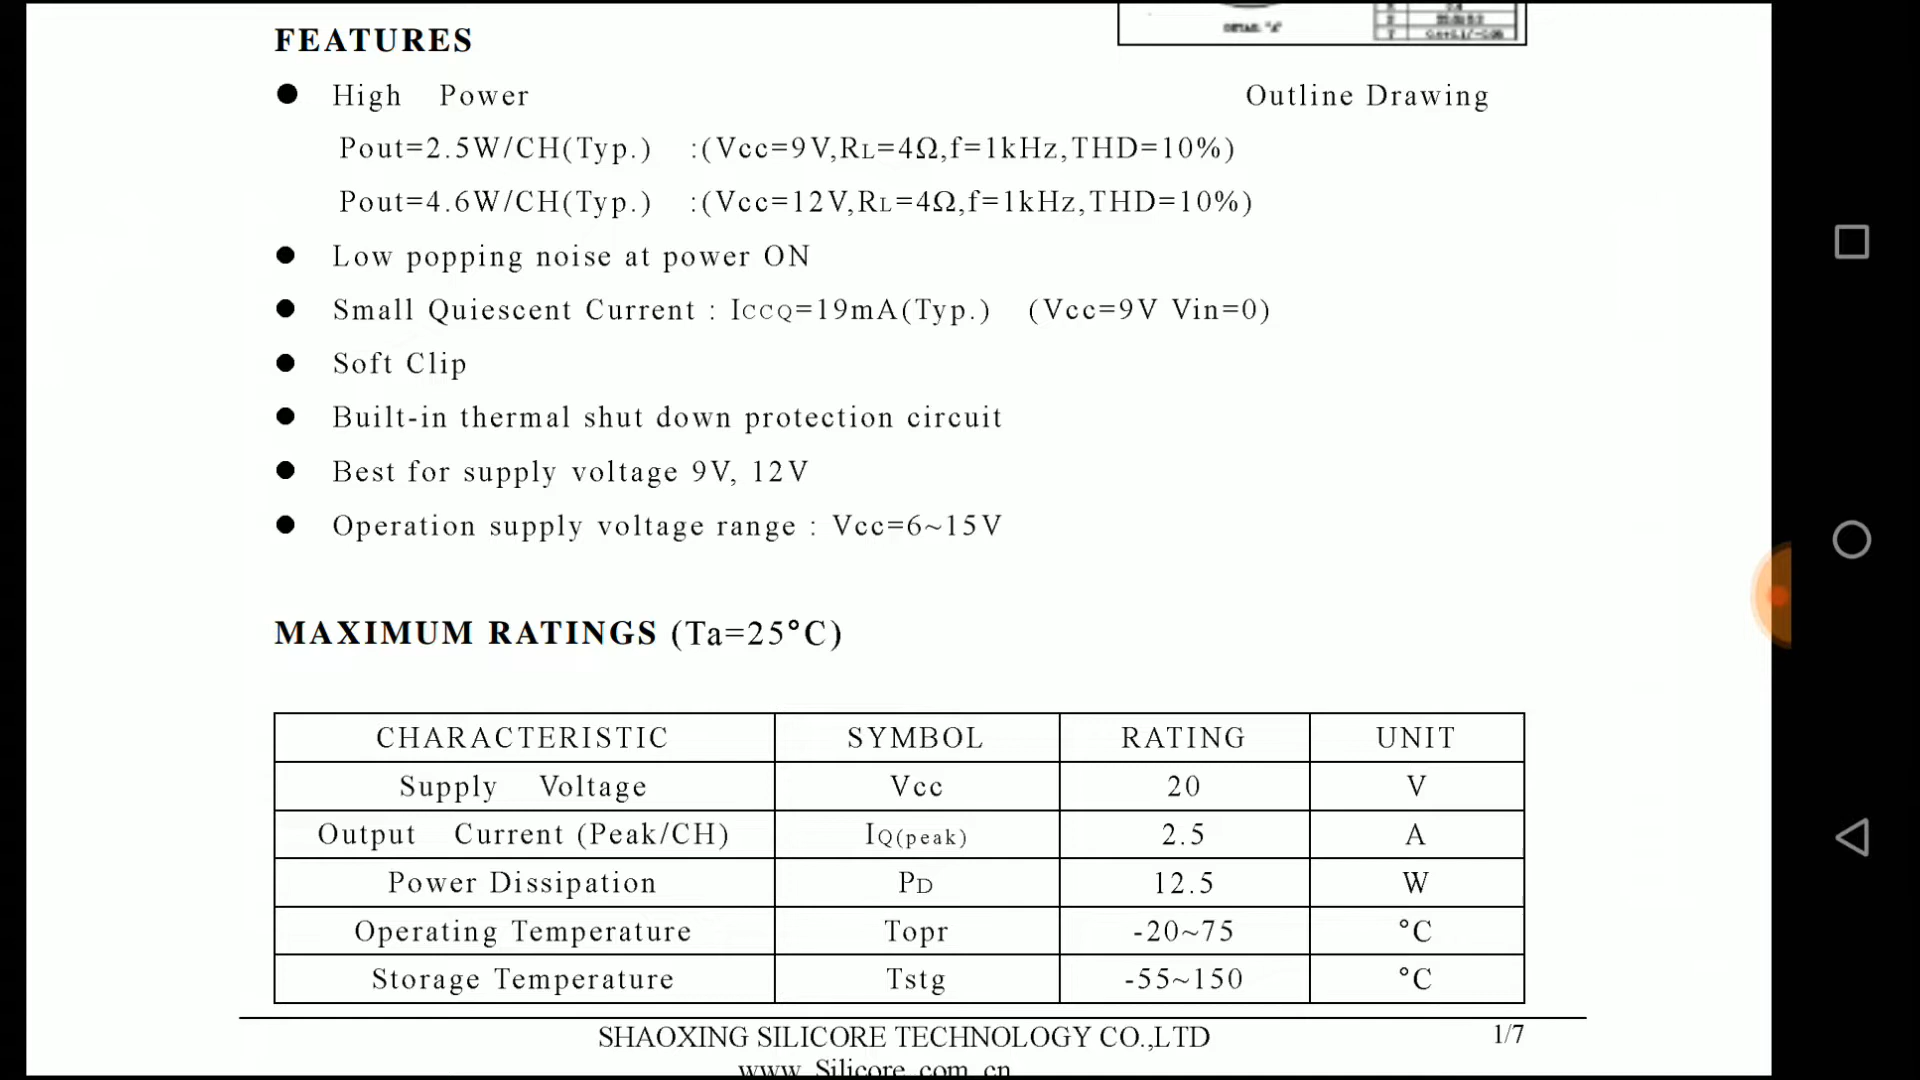 DETAIL "A"
FEATURES
● High Power
Outline Drawing
Pout=2.5W/CH(Typ.) :(Vcc=9V,RL=4Ω,f=1kHz,THD=10%)
Pout=4.6W/CH(Typ.) :(Vcc=12V,RL=4Ω,f=1kHz,THD=10%)
● Low popping noise at power ON
● Small Quiescent Current : ICCQ=19mA(Typ.) (Vcc=9V Vin=0)
● Soft Clip
● Built-in thermal shut down protection circuit
● Best for supply voltage 9V, 12V
● Operation supply voltage range : Vcc=6~15V
MAXIMUM RATINGS (Ta=25°C)
CHARACTERISTIC SYMBOL RATING UNIT
Supply Voltage Vcc 20 V
Output Current (Peak/CH) IQ(peak) 2.5 A
Power Dissipation PD 12.5 W
Operating Temperature Topr -20~75 °C
Storage Temperature Tstg -55~150 °C
SHAOXING SILICORE TECHNOLOGY CO.,LTD 1/7
www. Silicore. com. cn